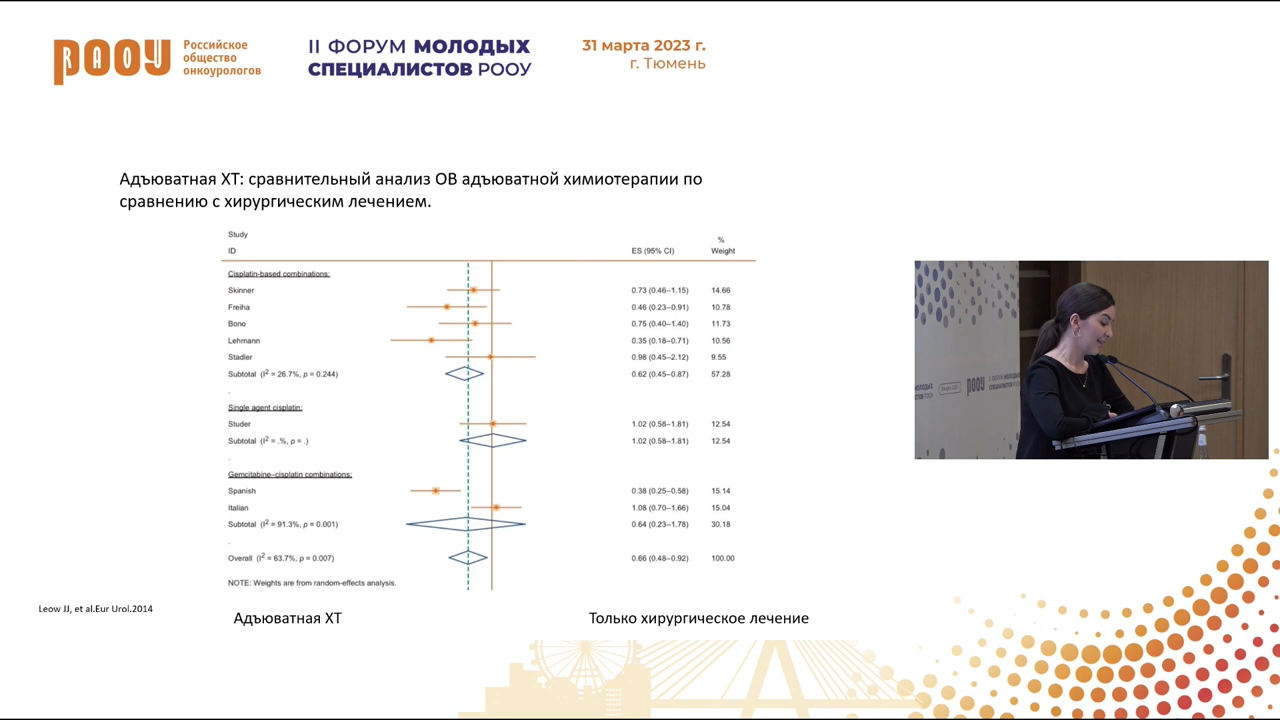 РООУ
RAOU
Российское
общество
онкоурологов
II ФОРУМ МОЛОДЫХ
СПЕЦИАЛИСТОВ РООУ
31 марта 2023 г.
г. Тюмень
Адъюватная ХТ: сравнительный анализ ОВ адъюватной химиотерапии по
сравнению с хирургическим лечением.
Study
ID ES (95% CI) % Weight
Cisplatin-based combinations:
Skinner 0.73 (0.46–1.15) 14.66
Freiha 0.46 (0.23–0.91) 10.78
Bono 0.75 (0.40–1.40) 11.73
Lehmann 0.35 (0.18–0.71) 10.56
Stadler 0.98 (0.45–2.12) 9.55
Subtotal (I² = 26.7%, p = 0.244) 0.62 (0.45–0.87) 57.28
.
Single agent cisplatin:
Studer 1.02 (0.58–1.81) 12.54
Subtotal (I² = .%, p = .) 1.02 (0.58–1.81) 12.54
.
Gemcitabine–cisplatin combinations:
Spanish 0.38 (0.25–0.58) 15.14
Italian 1.08 (0.70–1.66) 15.04
Subtotal (I² = 91.3%, p = 0.001) 0.64 (0.23–1.78) 30.18
.
Overall (I² = 63.7%, p = 0.007) 0.66 (0.48–0.92) 100.00
NOTE: Weights are from random-effects analysis.
Leow JJ, et al.Eur Urol.2014
Адъюватная ХТ
Только хирургическое лечение